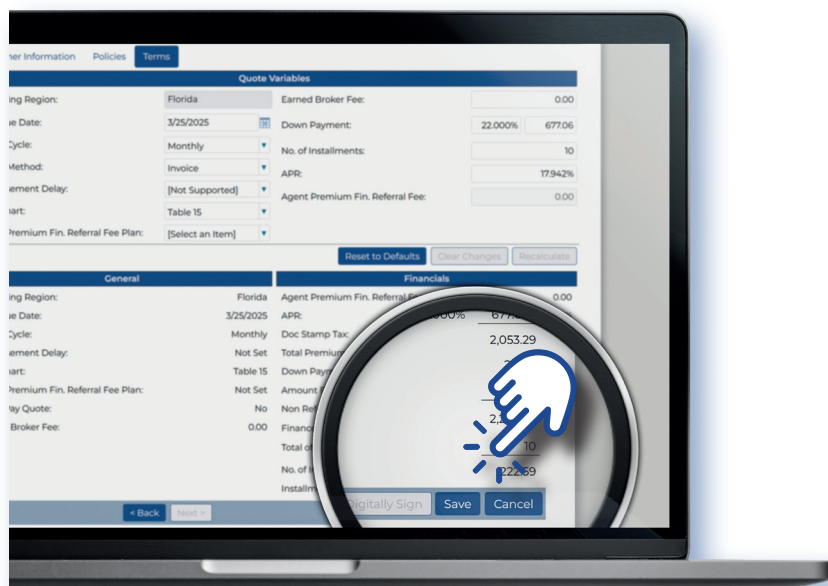 ner Information Policies Terms
Quote Variables
ing Region: Florida Earned Broker Fee: 0.00
e Date: 3/25/2025 Down Payment: 22.000% 677.06
Cycle: Monthly No. of Installments: 10
Method: Invoice APR: 17.942%
ement Delay: [Not Supported] Agent Premium Fin. Referral Fee: 0.00
art: Table 15
Premium Fin. Referral Fee Plan: [Select an Item]
Reset to Defaults Clear Changes Recalculate
General Financials
ing Region: Florida Agent Premium Fin. Referral 0.00
e Date: 3/25/2025 APR:
Cycle: Monthly Doc Stamp Tax: 2,053.29
ement Delay: Not Set Total Premium
art: Table 15 Down Paym
Premium Fin. Referral Fee Plan: Not Set Amount
ay Quote: No Non Ref
Broker Fee: 0.00 Financ
Total of 10
No. of
Installm
Digitally Sign Save Cancel
< Back Next >